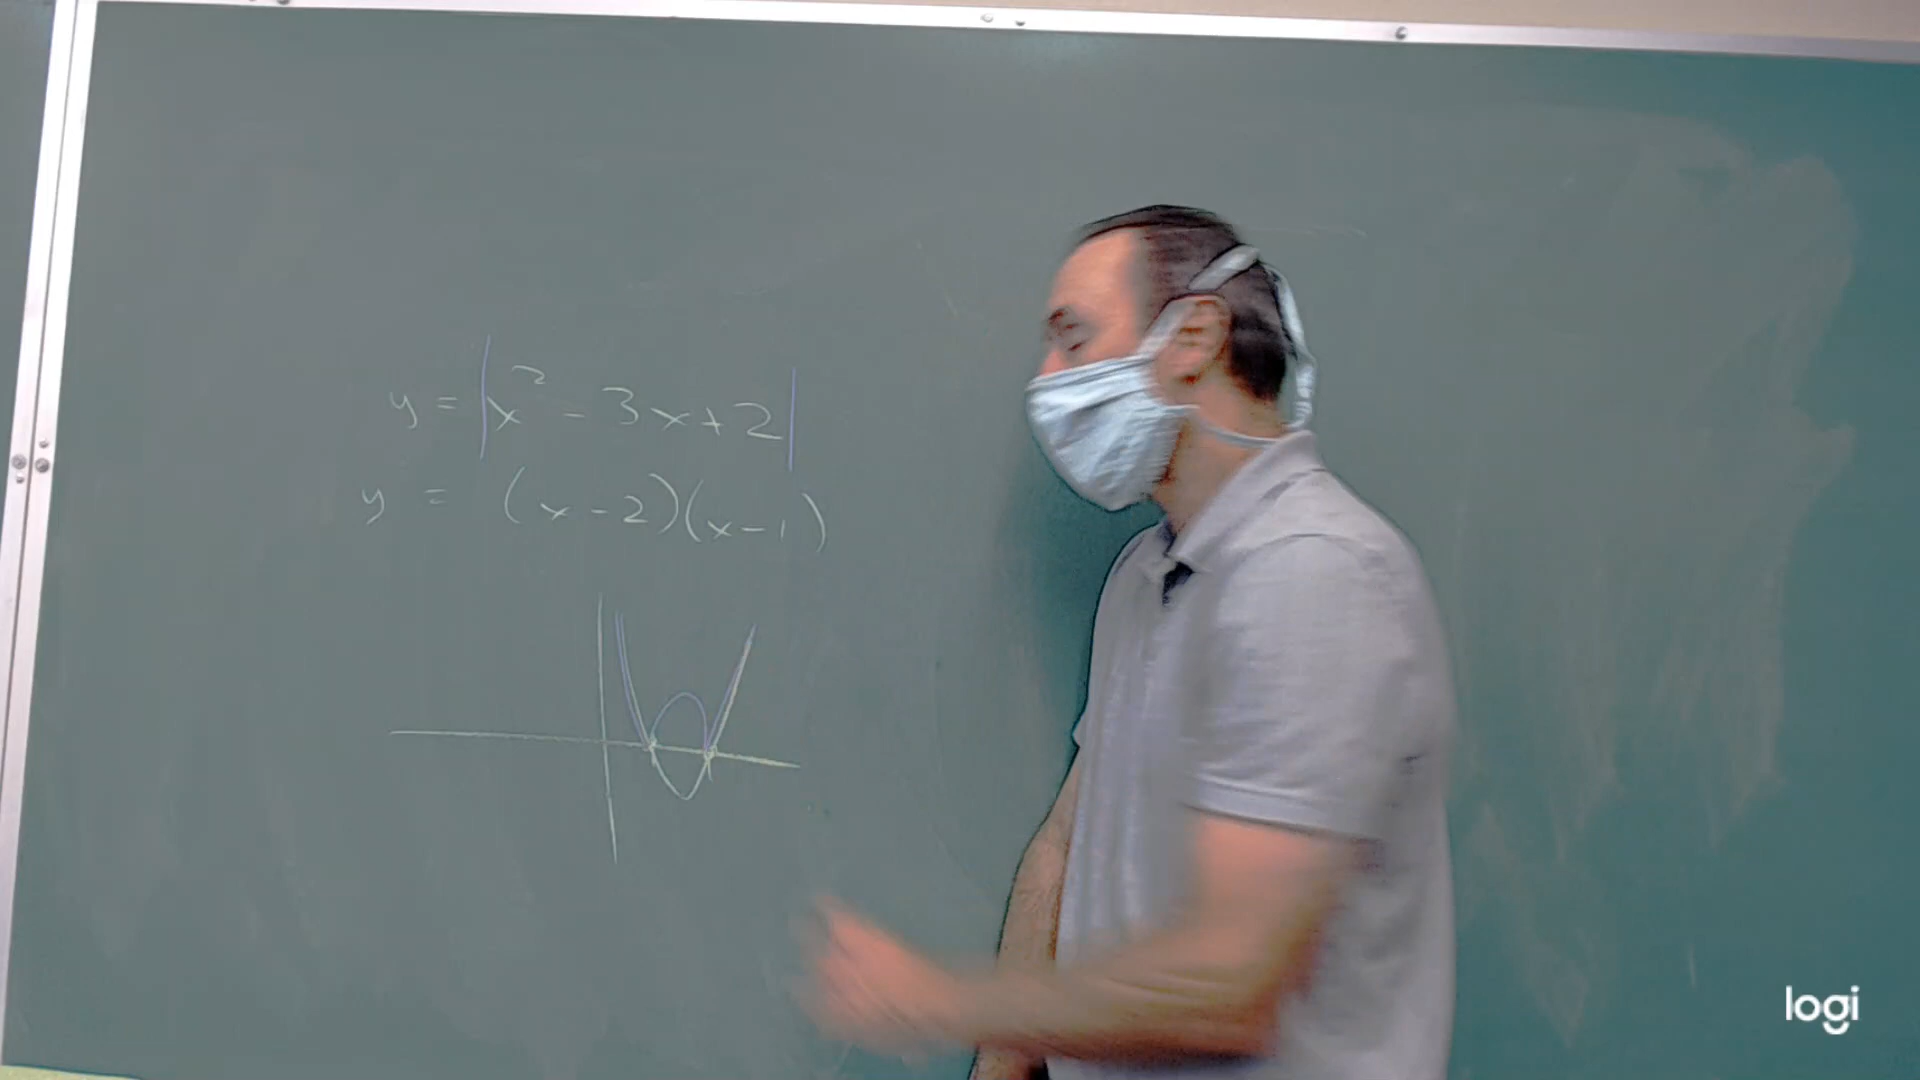 y = |x² - 3x + 2|
y = (x - 2)(x - 1)
logi